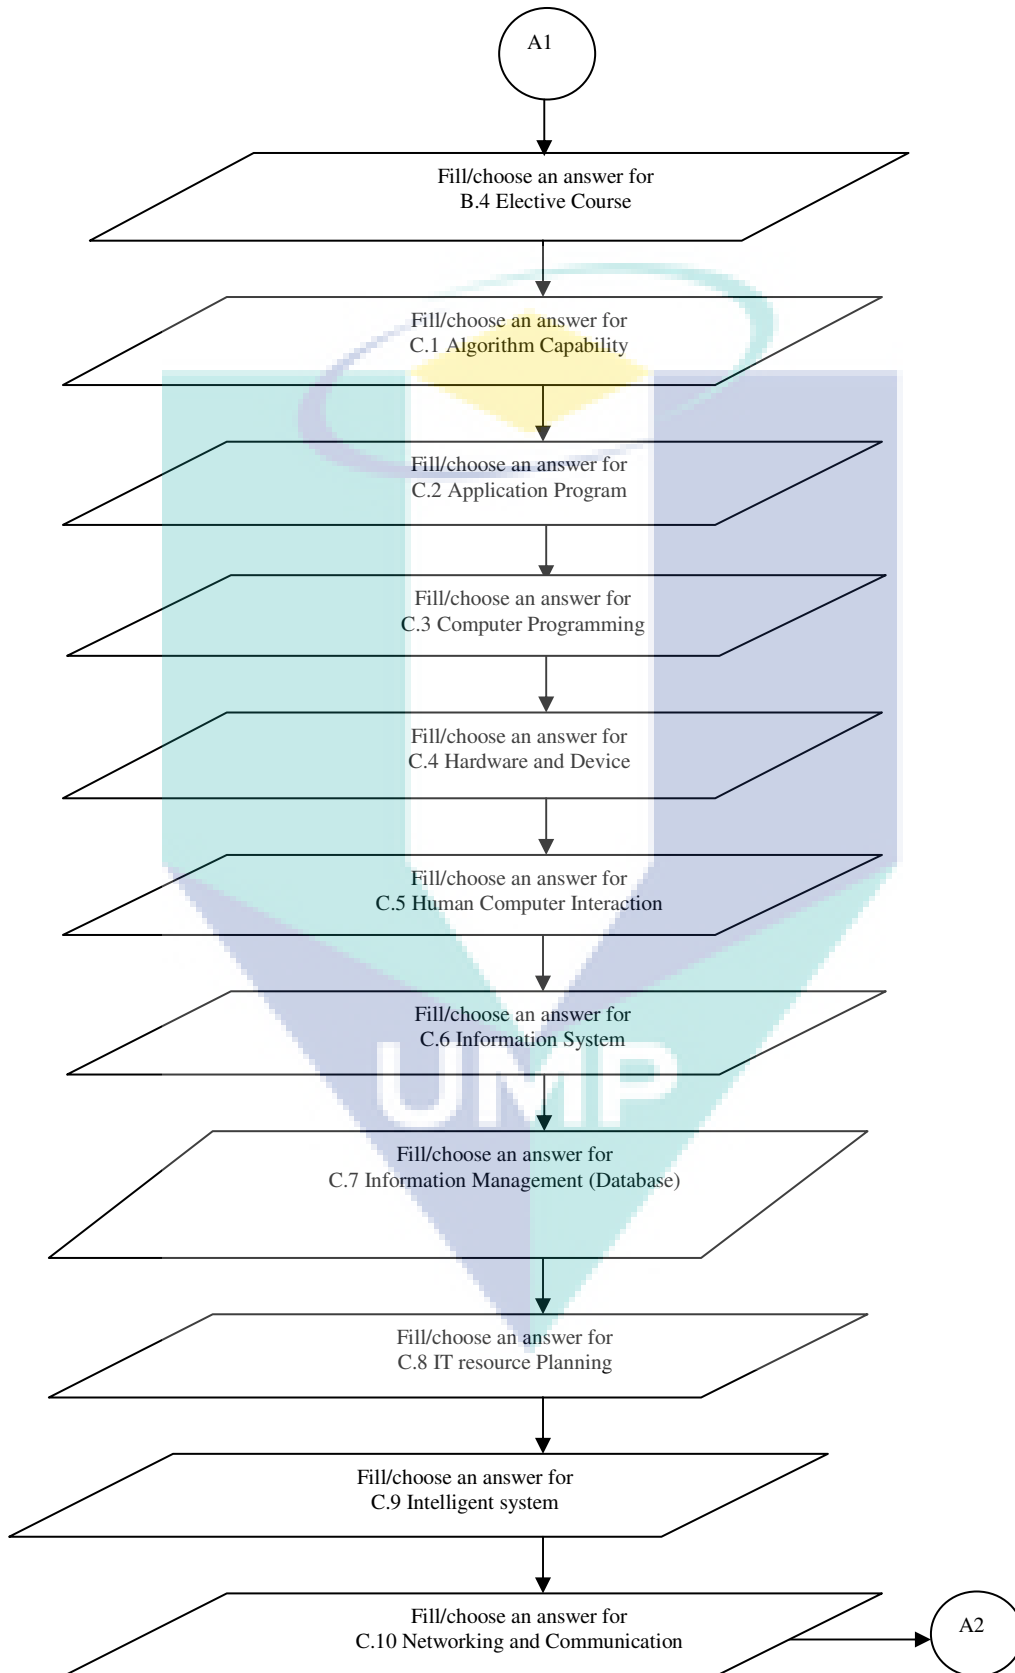 A1
Fill/choose an answer for
B.4 Elective Course
Fill/choose an answer for
C.1 Algorithm Capability
Fill/choose an answer for
C.2 Application Program
Fill/choose an answer for
C.3 Computer Programming
Fill/choose an answer for
C.4 Hardware and Device
Fill/choose an answer for
C.5 Human Computer Interaction
Fill/choose an answer for
C.6 Information System
UMP
Fill/choose an answer for
C.7 Information Management (Database)
Fill/choose an answer for
C.8 IT resource Planning
Fill/choose an answer for
C.9 Intelligent system
Fill/choose an answer for
C.10 Networking and Communication
A2